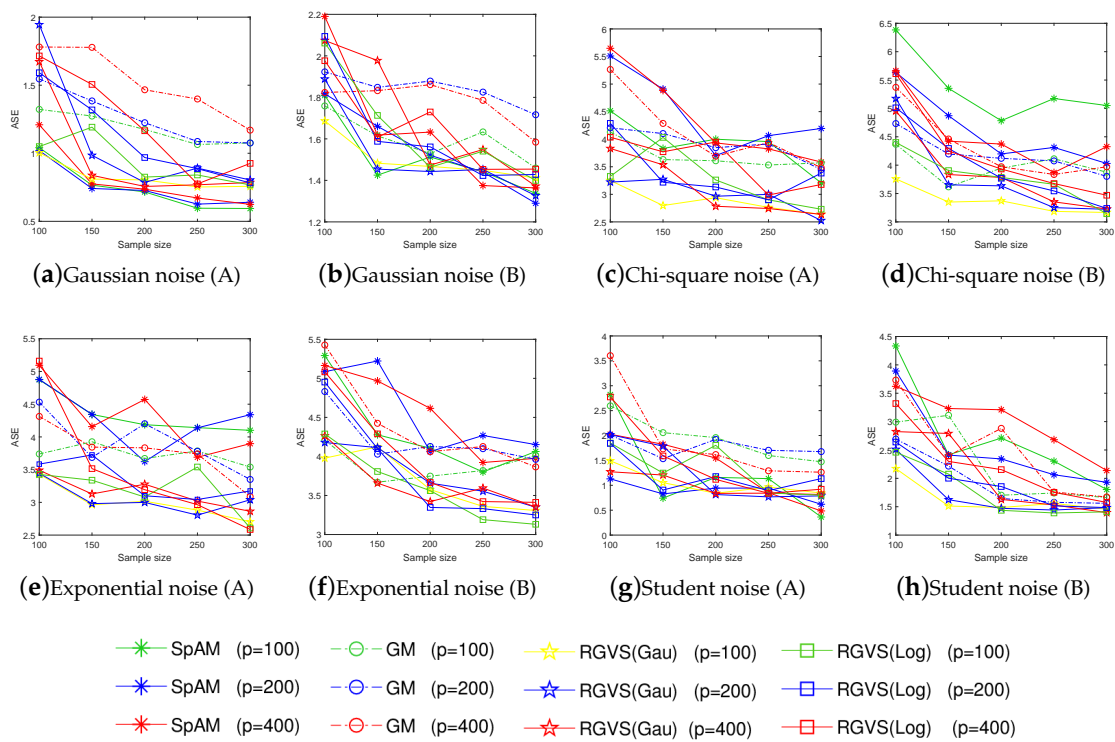 2
1.5
1
0.5
ASE
100 150 200 250 300
Sample size
(a)Gaussian noise (A)
2.2
2
1.8
1.6
1.4
1.2
ASE
100 150 200 250 300
Sample size
(b)Gaussian noise (B)
6
5.5
5
4.5
4
3.5
3
2.5
ASE
100 150 200 250 300
Sample size
(c)Chi-square noise (A)
6.5
6
5.5
5
4.5
4
3.5
3
ASE
100 150 200 250 300
Sample size
(d)Chi-square noise (B)
5.5
5
4.5
4
3.5
3
2.5
ASE
100 150 200 250 300
Sample size
(e)Exponential noise (A)
5.5
5
4.5
4
3.5
3
ASE
100 150 200 250 300
Sample size
(f)Exponential noise (B)
4
3.5
3
2.5
2
1.5
1
0.5
0
ASE
100 150 200 250 300
Sample size
(g)Student noise (A)
4.5
4
3.5
3
2.5
2
1.5
1
ASE
100 150 200 250 300
Sample size
(h)Student noise (B)
SpAM (p=100) GM (p=100) RGVS(Gau) (p=100) RGVS(Log) (p=100)
SpAM (p=200) GM (p=200) RGVS(Gau) (p=200) RGVS(Log) (p=200)
SpAM (p=400) GM (p=400) RGVS(Gau) (p=400) RGVS(Log) (p=400)